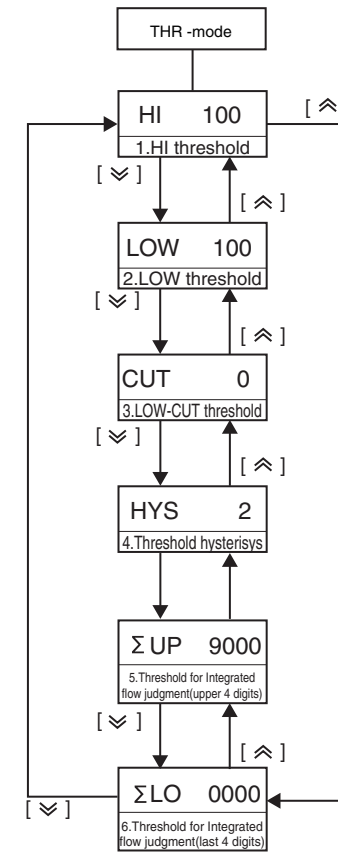 THR -mode
HI 100
[ ︽ ]
1.HI threshold
[ ︾ ]
[ ︽ ]
LOW 100
2.LOW threshold
[ ︾ ]
[ ︽ ]
CUT 0
3.LOW-CUT threshold
[ ︾ ]
[ ︽ ]
HYS 2
4.Threshold hysterisys
Σ UP 9000
5.Threshold for Integrated
flow judgment(upper 4 digits)
[ ︾ ]
[ ︽ ]
ΣLO 0000
[ ︾ ]
6.Threshold for Integrated
flow judgment(last 4 digits)